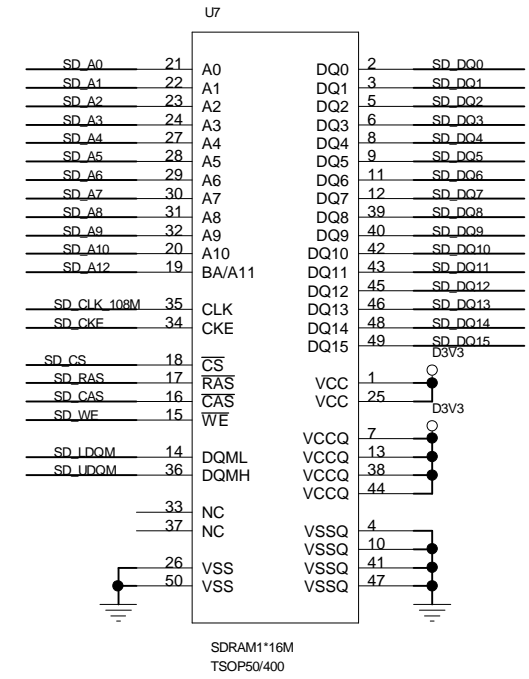 U7
SD_A0 21 A0 DQ0 2 SD_DQ0
SD_A1 22 A1 DQ1 3 SD_DQ1
SD_A2 23 A2 DQ2 5 SD_DQ2
SD_A3 24 A3 DQ3 6 SD_DQ3
SD_A4 27 A4 DQ4 8 SD_DQ4
SD_A5 28 A5 DQ5 9 SD_DQ5
SD_A6 29 A6 DQ6 11 SD_DQ6
SD_A7 30 A7 DQ7 12 SD_DQ7
SD_A8 31 A8 DQ8 39 SD_DQ8
SD_A9 32 A9 DQ9 40 SD_DQ9
SD_A10 20 A10 DQ10 42 SD_DQ10
SD_A12 19 BA/A11 DQ11 43 SD_DQ11
DQ12 45 SD_DQ12
SD_CLK_108M 35 CLK DQ13 46 SD_DQ13
SD_CKE 34 CKE DQ14 48 SD_DQ14
DQ15 49 SD_DQ15
D3V3
SD_CS 18 CS
SD_RAS 17 RAS VCC 1
SD_CAS 16 CAS VCC 25
SD_WE 15 WE D3V3
VCCQ 7
SD_LDQM 14 DQML VCCQ 13
SD_UDQM 36 DQMH VCCQ 38
VCCQ 44
33 NC
37 NC VSSQ 4
VSSQ 10
26 VSS VSSQ 41
50 VSS VSSQ 47
SDRAM1*16M
TSOP50/400